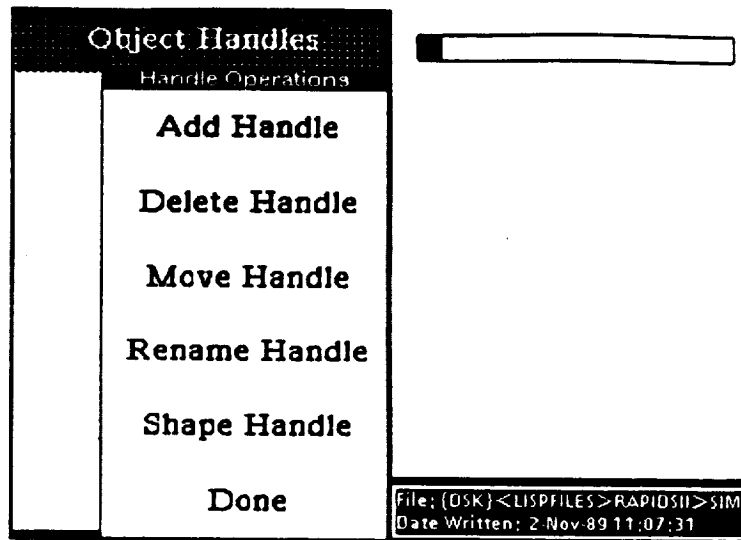 Object Handles
Handle Operations
Add Handle
Delete Handle
Move Handle
Rename Handle
Shape Handle
Done
File: {DSK}<LISPFILES>RAPIDSII>SIM
Date Written: 2-Nov-89 11:07:31